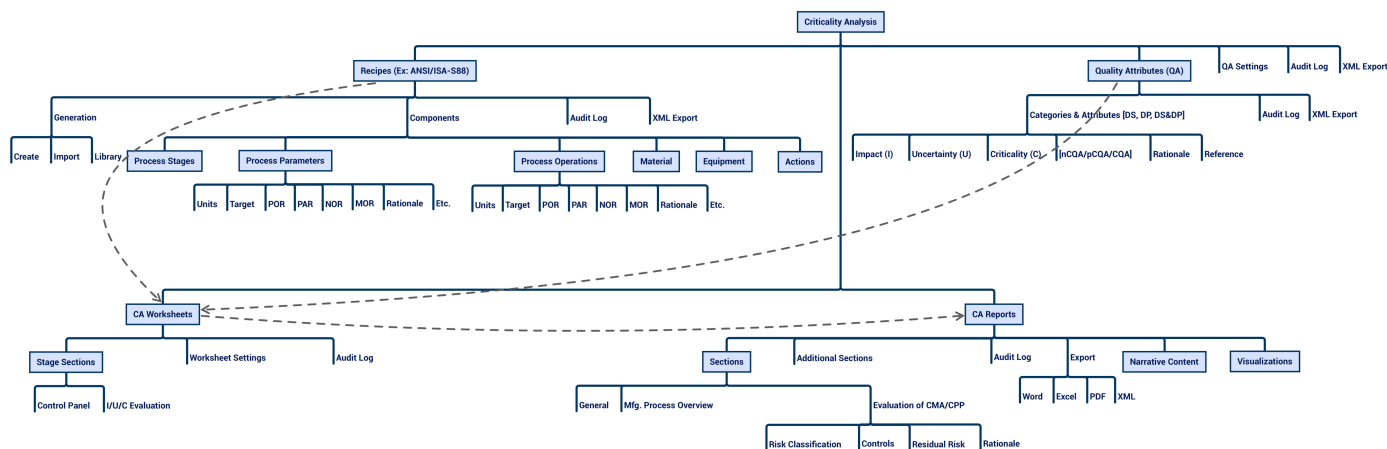 Criticality Analysis
Recipes (Ex: ANSI/ISA-S88)
Quality Attributes (QA)
QA Settings
Audit Log
XML Export
Generation
Components
Audit Log
XML Export
Categories & Attributes [DS, DP, DS&DP]
Audit Log
XML Export
Create
Import
Library
Process Stages
Process Parameters
Process Operations
Material
Equipment
Actions
Impact (I)
Uncertainty (U)
Criticality (C)
[nCQA/pCQA/CQA]
Rationale
Reference
Units
Target
POR
PAR
NOR
MOR
Rationale
Etc.
Units
Target
POR
PAR
NOR
MOR
Rationale
Etc.
CA Worksheets
CA Reports
Stage Sections
Worksheet Settings
Audit Log
Sections
Additional Sections
Audit Log
Export
Narrative Content
Visualizations
Control Panel
I/U/C Evaluation
General
Mfg. Process Overview
Evaluation of CMA/CPP
Word
Excel
PDF
XML
Risk Classification
Controls
Residual Risk
Rationale